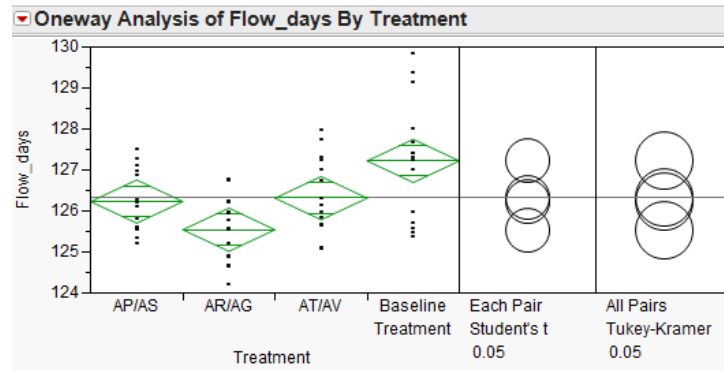 Oneway Analysis of Flow_days By Treatment
130
129
128
127
126
125
124
Flow_days
AP/AS AR/AG AT/AV Baseline Each Pair All Pairs
Treatment Student's t Tukey-Kramer
0.05 0.05
Treatment